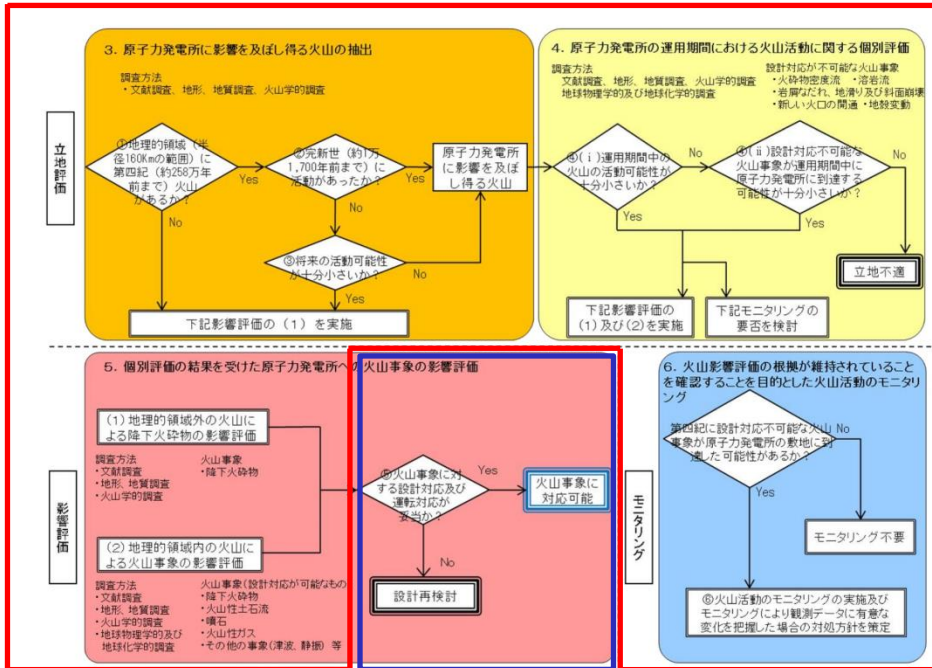 3. 原子力発電所に影響を及ぼし得る火山の抽出
調査方法
・文献調査、地形、地質調査、火山学的調査
立地評価
①地理的領域（半
径160Kmの範囲）に
第四紀（約258万年
前まで）火山
があるか？
Yes
No
②完新世（約1万
1,700年前まで）に
活動があったか？
Yes
No
原子力発電所
に影響を及ぼ
し得る火山
③将来の活動可能性
が十分小さいか？
No
Yes
下記影響評価の（1）を実施
4. 原子力発電所の運用期間における火山活動に関する個別評価
調査方法
文献調査、地形、地質調査、火山学的調査
地球物理学的及び地球化学的調査
設計対応が不可能な火山事象
・火砕物密度流 ・溶岩流
・岩屑なだれ、地滑り及び斜面崩壊
・新しい火口の開通 ・地殻変動
④(ⅰ)運用期間中の
火山の活動可能性が
十分小さいか？
No
Yes
④(ⅱ)設計対応不可能な
火山事象が運用期間中に
原子力発電所に到達する
可能性が十分小さいか？
No
Yes
立地不適
下記影響評価の
(1)及び(2)を実施
下記モニタリングの
要否を検討
5. 個別評価の結果を受けた原子力発電所への火山事象の影響評価
影響評価
(1)地理的領域外の火山に
よる降下火砕物の影響評価
調査方法
・文献調査
・地形、地質調査
・火山学的調査
火山事象
・降下火砕物
(2)地理的領域内の火山に
よる火山事象の影響評価
調査方法
・文献調査
・地形、地質調査
・火山学的調査
・地球物理学的及び
地球化学的調査
火山事象(設計対応が可能なもの
・降下火砕物
・火山性土石流
・噴石
・火山性ガス
・その他の事象(津波、静振)等
⑤火山事象に対
する設計対応及び
運転対応が
妥当か？
Yes
No
火山事象に
対応可能
設計再検討
モニタリング
6. 火山影響評価の根拠が維持されていること
を確認することを目的とした火山活動のモニタ
リング
第四紀に設計対応不可能な火山
事象が原子力発電所の敷地に到
達した可能性があるか？
No
Yes
モニタリング不要
⑥火山活動のモニタリングの実施及び
モニタリングにより観測データに有意な
変化を把握した場合の対処方針を策定